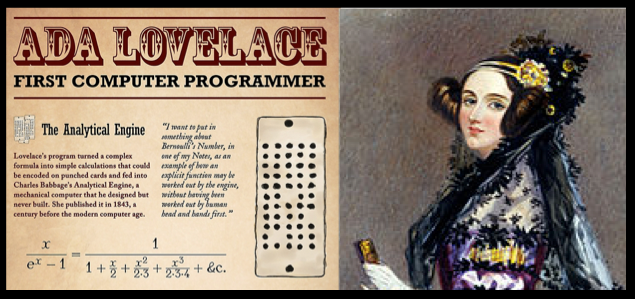 ADA LOVELACE
FIRST COMPUTER PROGRAMMER
The Analytical Engine
Lovelace's program turned a complex
formula into simple calculations that could
be encoded on punched cards and fed into
Charles Babbage's Analytical Engine, a
mechanical computer that he designed but
never built. She published it in 1843, a
century before the modern computer age.
"I want to put in
something about
Bernoulli's Number, in
one of my Notes, as an
example of how an
explicit function may be
worked out by the engine,
without having been
worked out by human
head and hands first."
x / (eˣ − 1) = 1 / (1 + x/2 + x²/2·3 + x³/2·3·4 + &c.)